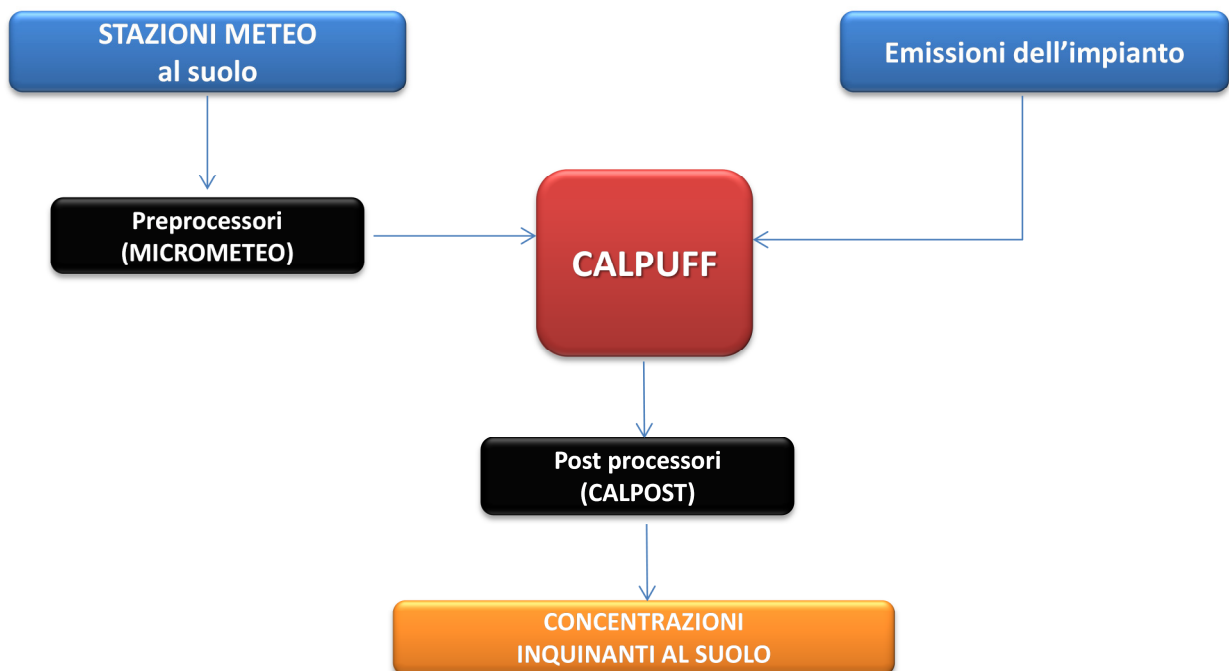 STAZIONI METEO
al suolo
Emissioni dell’impianto
Preprocessori
(MICROMETEO)
CALPUFF
Post processori
(CALPOST)
CONCENTRAZIONI
INQUINANTI AL SUOLO